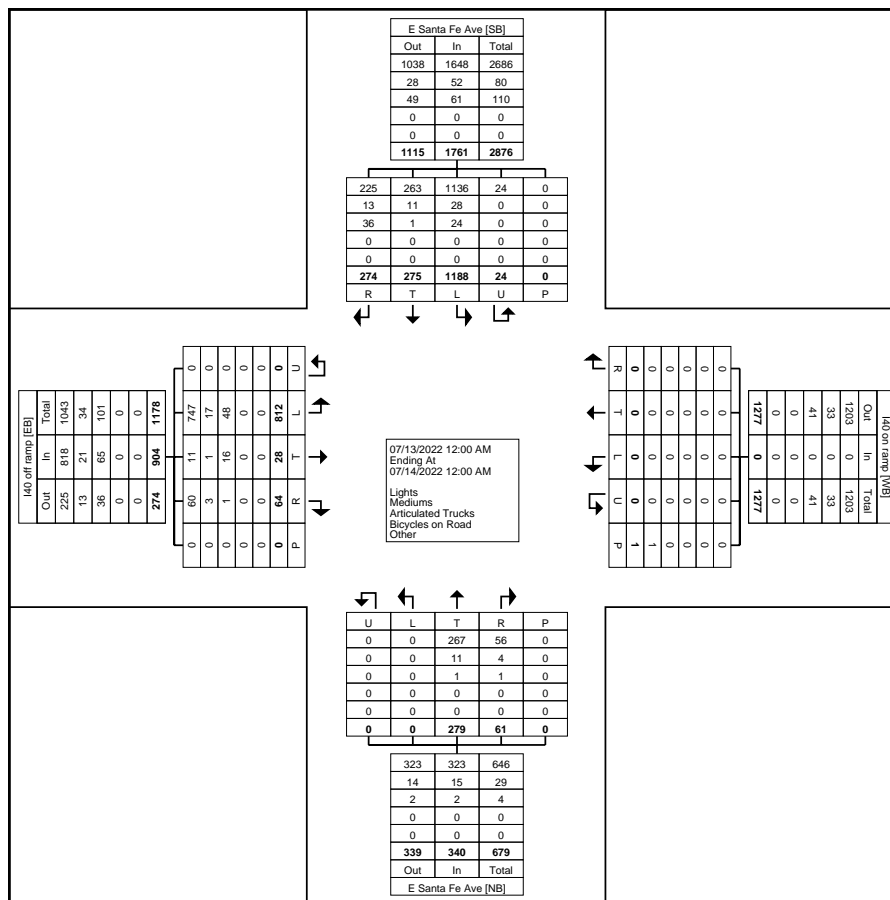 E Santa Fe Ave [SB]
Out In Total
1038 1648 2686
28 52 80
49 61 110
0 0 0
0 0 0
1115 1761 2876
225 263 1136 24 0
13 11 28 0 0
36 1 24 0 0
0 0 0 0 0
0 0 0 0 0
274 275 1188 24 0
R T L U P
I40 off ramp [EB]
Total 1043 34 101 0 0 1178
In 818 21 65 0 0 904
Out 225 13 36 0 0 274
0 0 0 0 0 0 U
747 17 48 0 0 812 L
11 1 16 0 0 28 T
60 3 1 0 0 64 R
0 0 0 0 0 0 P
07/13/2022 12:00 AM
Ending At
07/14/2022 12:00 AM
Lights
Mediums
Articulated Trucks
Bicycles on Road
Other
R 0 0 0 0 0 0
T 0 0 0 0 0 0
L 0 0 0 0 0 0
U 0 0 0 0 0 0
P 1 1 0 0 0 0
I40 on ramp [WB]
Out 1203 33 41 0 0 1277
In 0 0 0 0 0 0
Total 1203 33 41 0 0 1277
U L T R P
0 0 267 56 0
0 0 11 4 0
0 0 1 1 0
0 0 0 0 0
0 0 0 0 0
0 0 279 61 0
323 323 646
14 15 29
2 2 4
0 0 0
0 0 0
339 340 679
Out In Total
E Santa Fe Ave [NB]